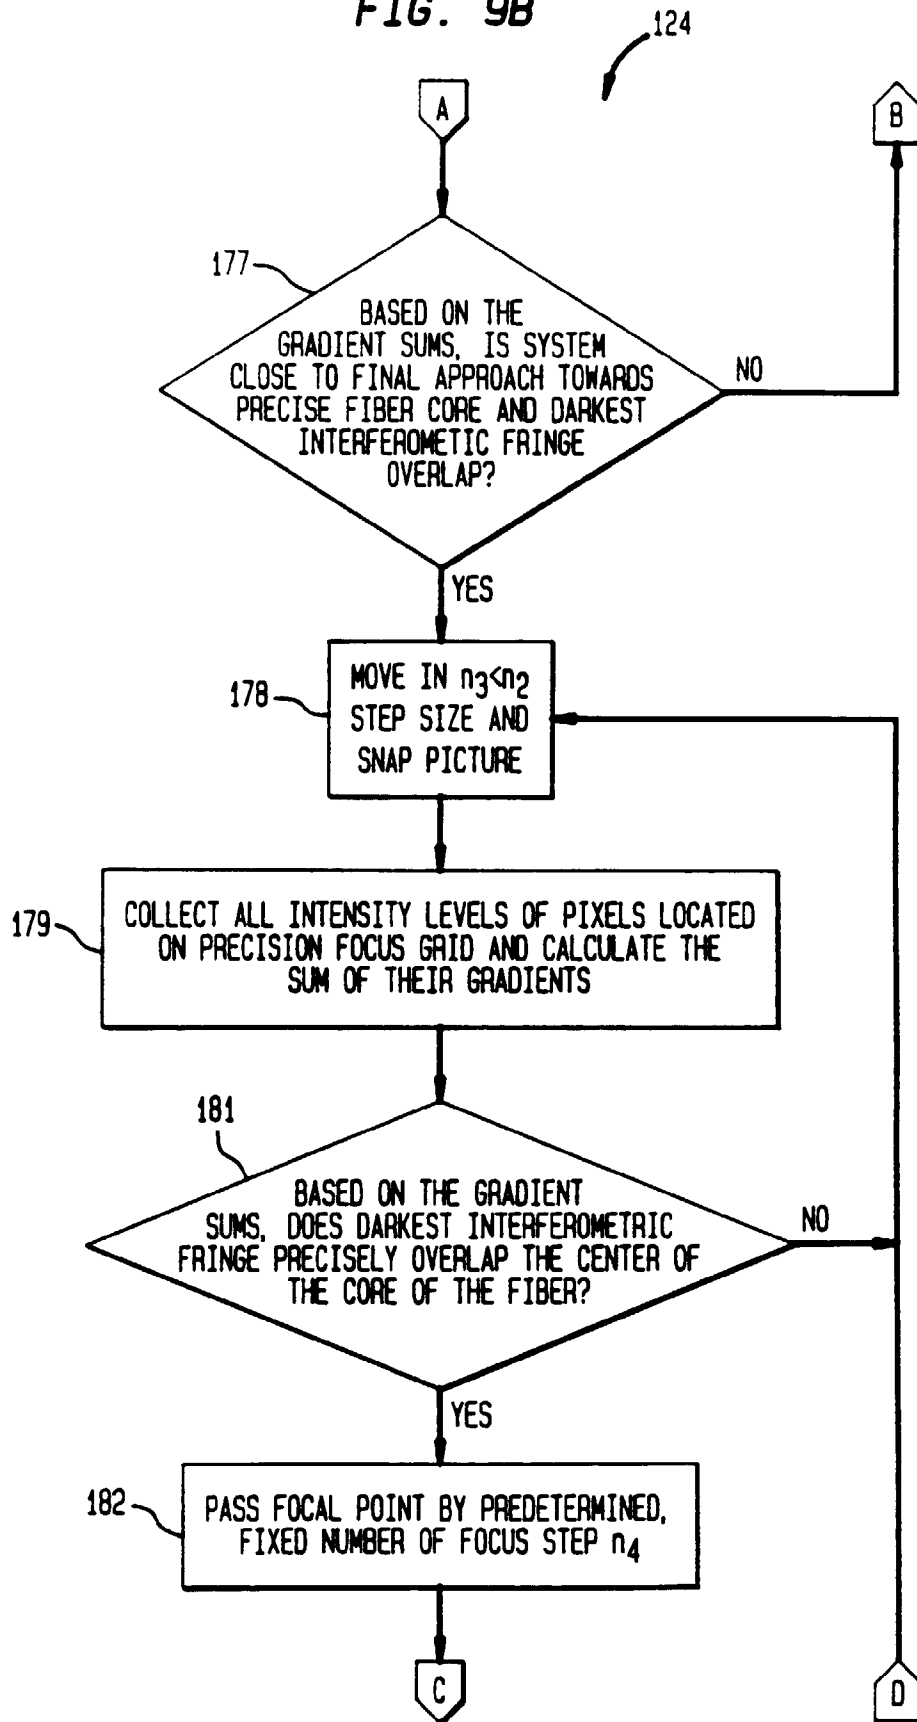 FIG. 9B
124
A
B
177
BASED ON THE
GRADIENT SUMS, IS SYSTEM
CLOSE TO FINAL APPROACH TOWARDS
PRECISE FIBER CORE AND DARKEST
INTERFEROMETIC FRINGE
OVERLAP?
NO
YES
178
MOVE IN n3<n2
STEP SIZE AND
SNAP PICTURE
179
COLLECT ALL INTENSITY LEVELS OF PIXELS LOCATED
ON PRECISION FOCUS GRID AND CALCULATE THE
SUM OF THEIR GRADIENTS
181
BASED ON THE GRADIENT
SUMS, DOES DARKEST INTERFEROMETRIC
FRINGE PRECISELY OVERLAP THE CENTER OF
THE CORE OF THE FIBER?
NO
YES
182
PASS FOCAL POINT BY PREDETERMINED,
FIXED NUMBER OF FOCUS STEP n4
C
D